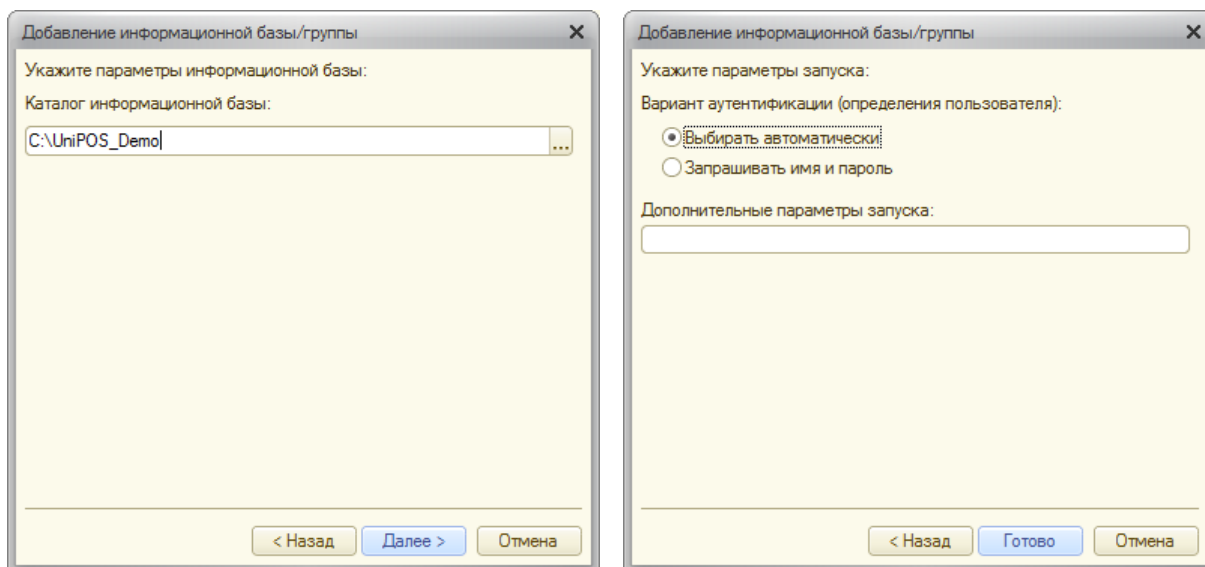 Добавление информационной базы/группы
Укажите параметры информационной базы:
Каталог информационной базы:
C:\UniPOS_Demo
...
< Назад
Далее >
Отмена
Добавление информационной базы/группы
Укажите параметры запуска:
Вариант аутентификации (определения пользователя):
Выбирать автоматически
Запрашивать имя и пароль
Дополнительные параметры запуска:
< Назад
Готово
Отмена